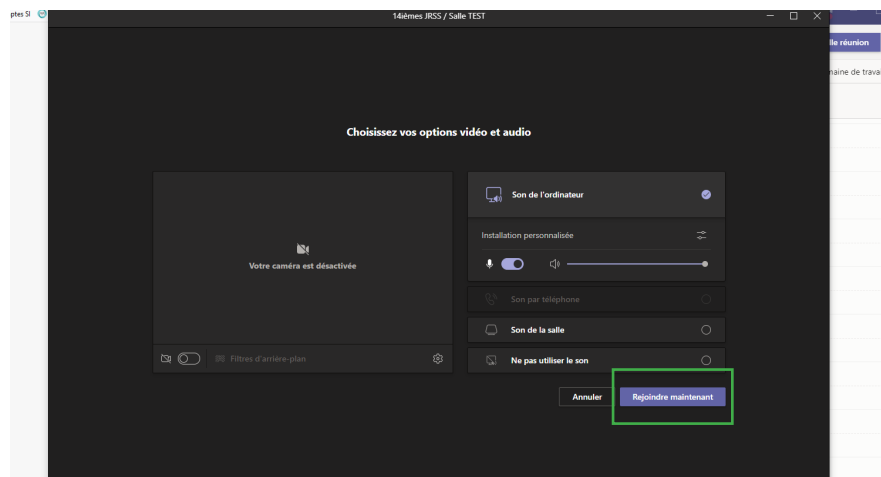 ptes SI
14ièmes JRSS / Salle TEST
lle réunion
naine de trava
Choisissez vos options vidéo et audio
Son de l'ordinateur
Installation personnalisée
Votre caméra est désactivée
Son par téléphone
Son de la salle
Filtres d'arrière-plan
Ne pas utiliser le son
Annuler
Rejoindre maintenant